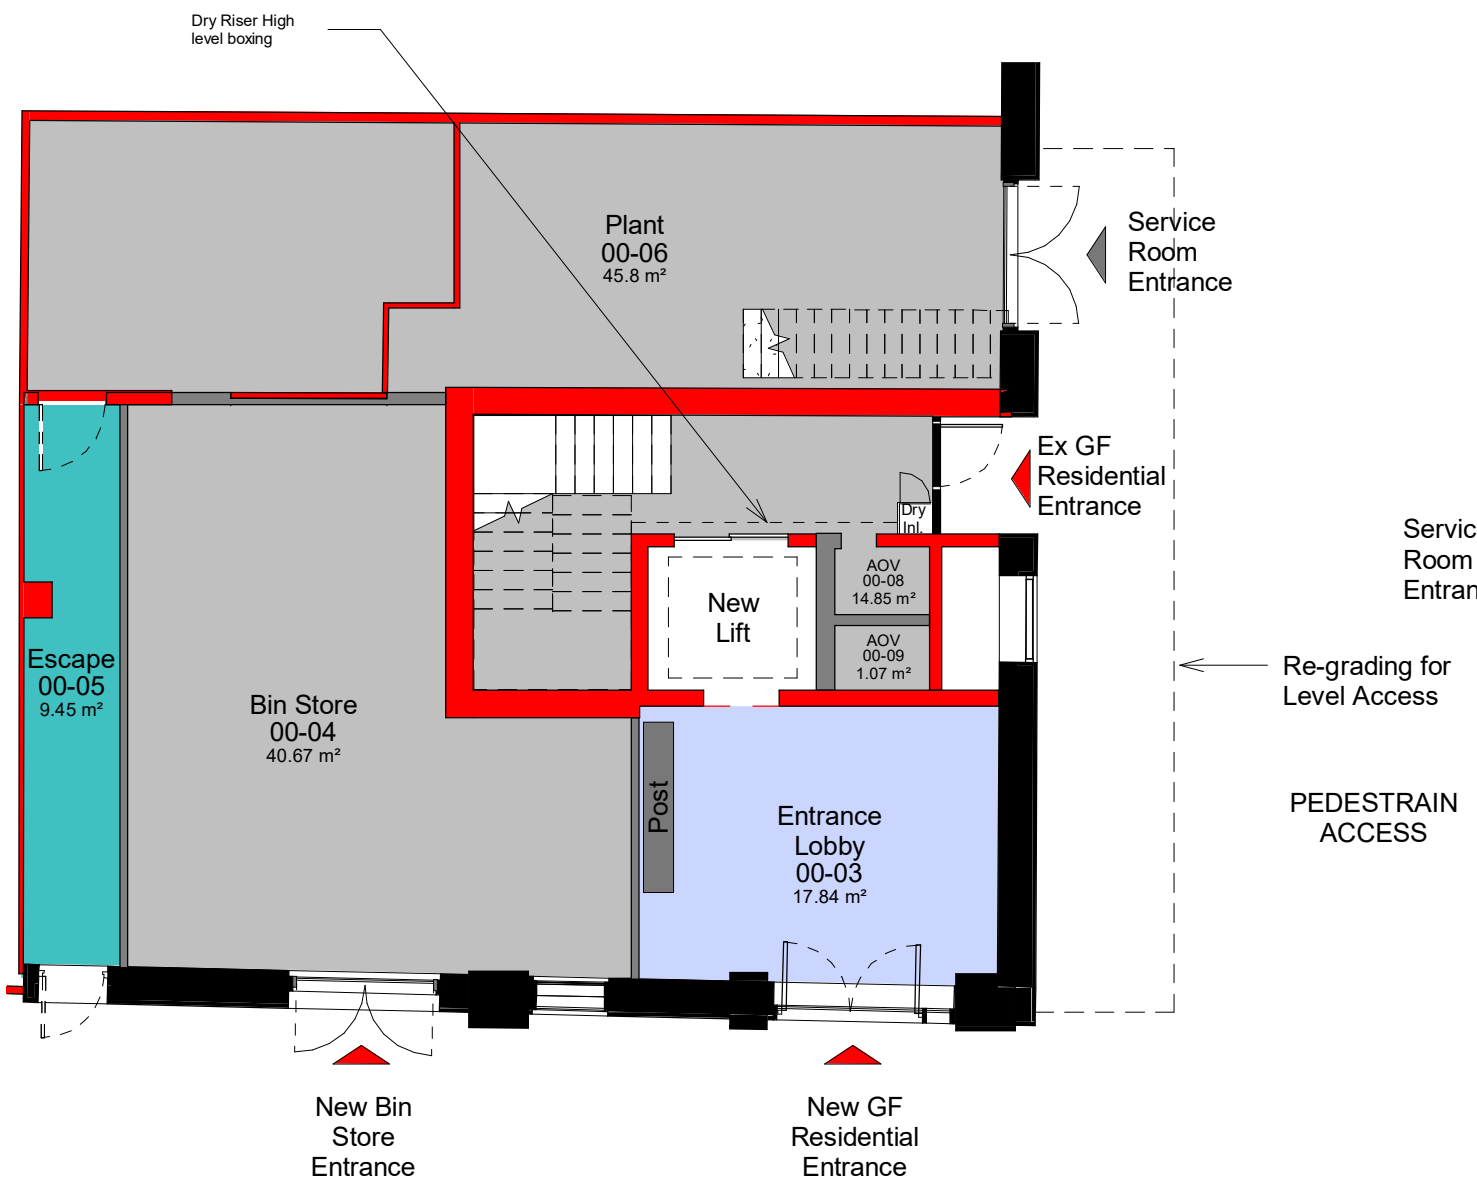 Dry Riser High
level boxing
Plant
00-06
45.8 m²
Service
Room
Entrance
Ex GF
Residential
Entrance
Dry
Inl.
AOV
00-08
14.85 m²
New
Lift
AOV
00-09
1.07 m²
Servic
Room
Entran
Escape
00-05
9.45 m²
Bin Store
00-04
40.67 m²
Re-grading for
Level Access
Post
Entrance
Lobby
00-03
17.84 m²
PEDESTRAIN
ACCESS
New Bin
Store
Entrance
New GF
Residential
Entrance